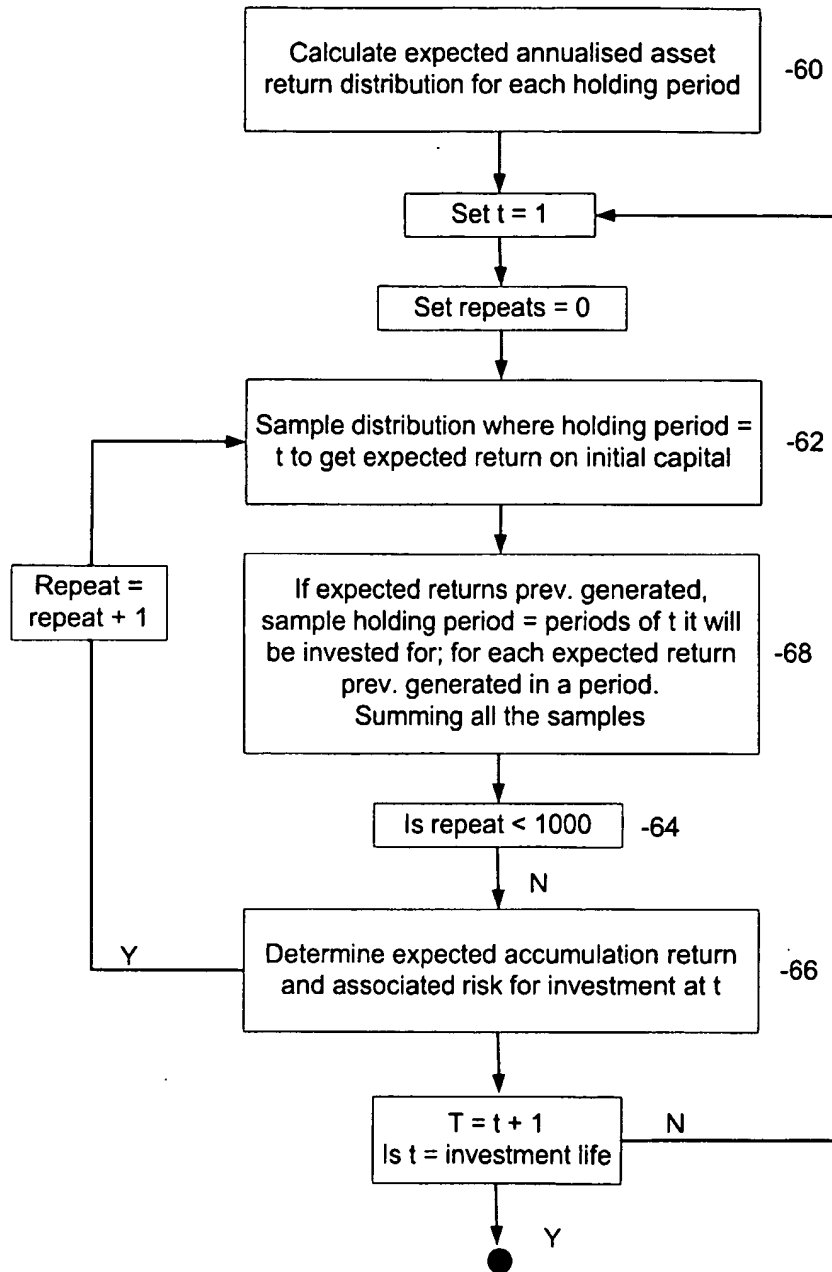 Calculate expected annualised asset
return distribution for each holding period
-60
Set t = 1
Set repeats = 0
Sample distribution where holding period =
t to get expected return on initial capital
-62
Repeat =
repeat + 1
If expected returns prev. generated,
sample holding period = periods of t it will
be invested for; for each expected return
prev. generated in a period.
Summing all the samples
-68
Is repeat < 1000
-64
N
Y
Determine expected accumulation return
and associated risk for investment at t
-66
T = t + 1
Is t = investment life
N
Y